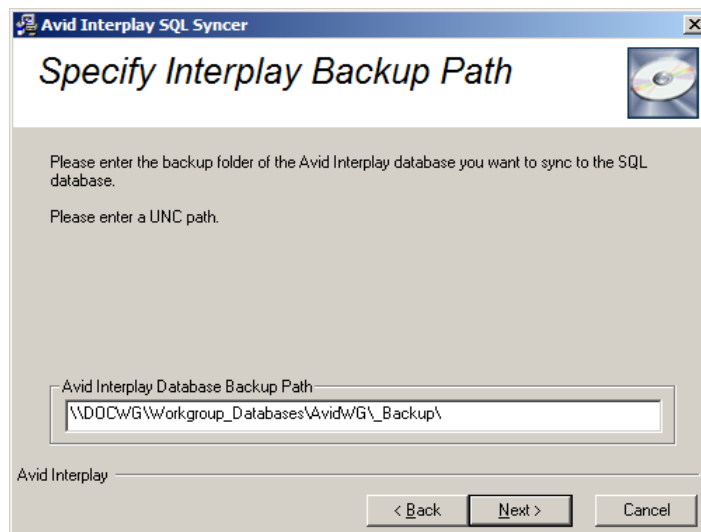 Avid Interplay SQL Syncer
Specify Interplay Backup Path
Please enter the backup folder of the Avid Interplay database you want to sync to the SQL
database.
Please enter a UNC path.
Avid Interplay Database Backup Path
\\DOCWG\Workgroup_Databases\AvidWG\_Backup\
Avid Interplay
< Back
Next >
Cancel